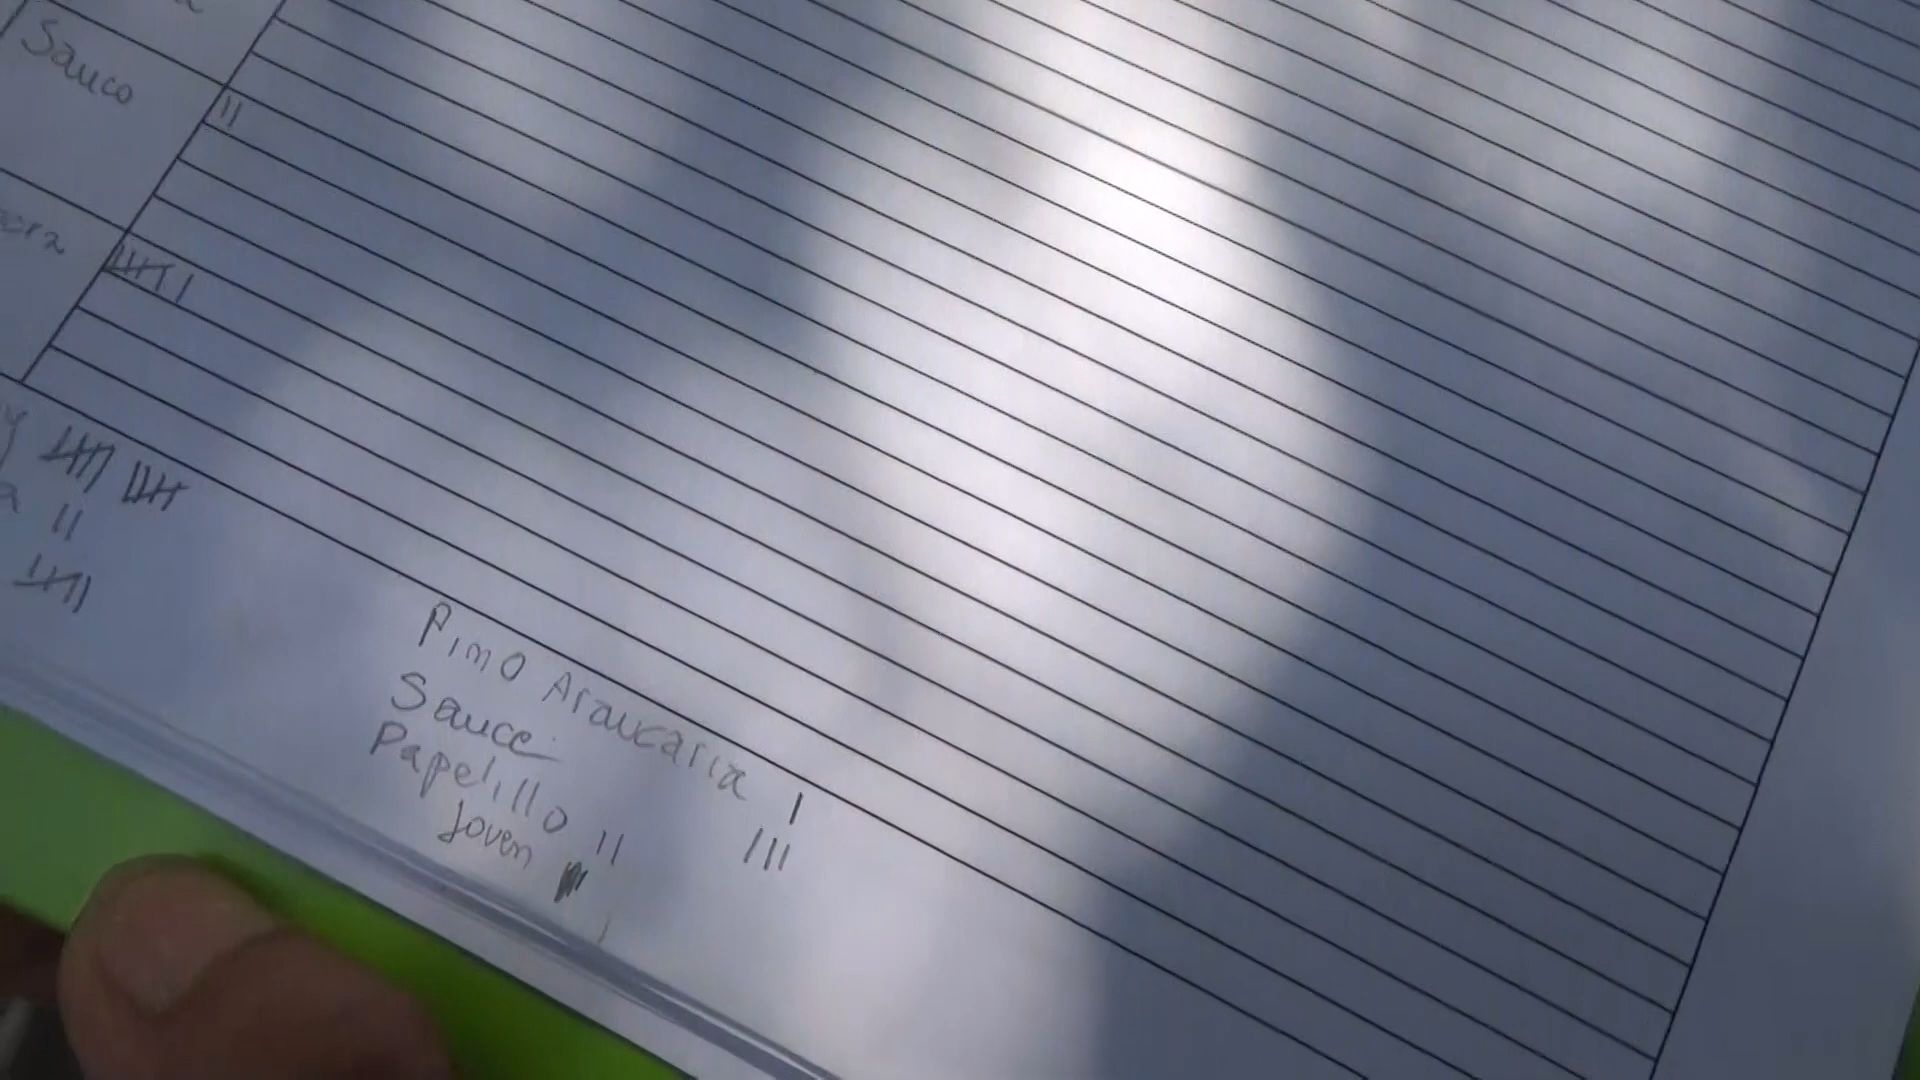 Sauco
||
|||| |
|||| ||||
||
||||
Pino Araucaria |
Sauce |||
Papelillo ||
Joven